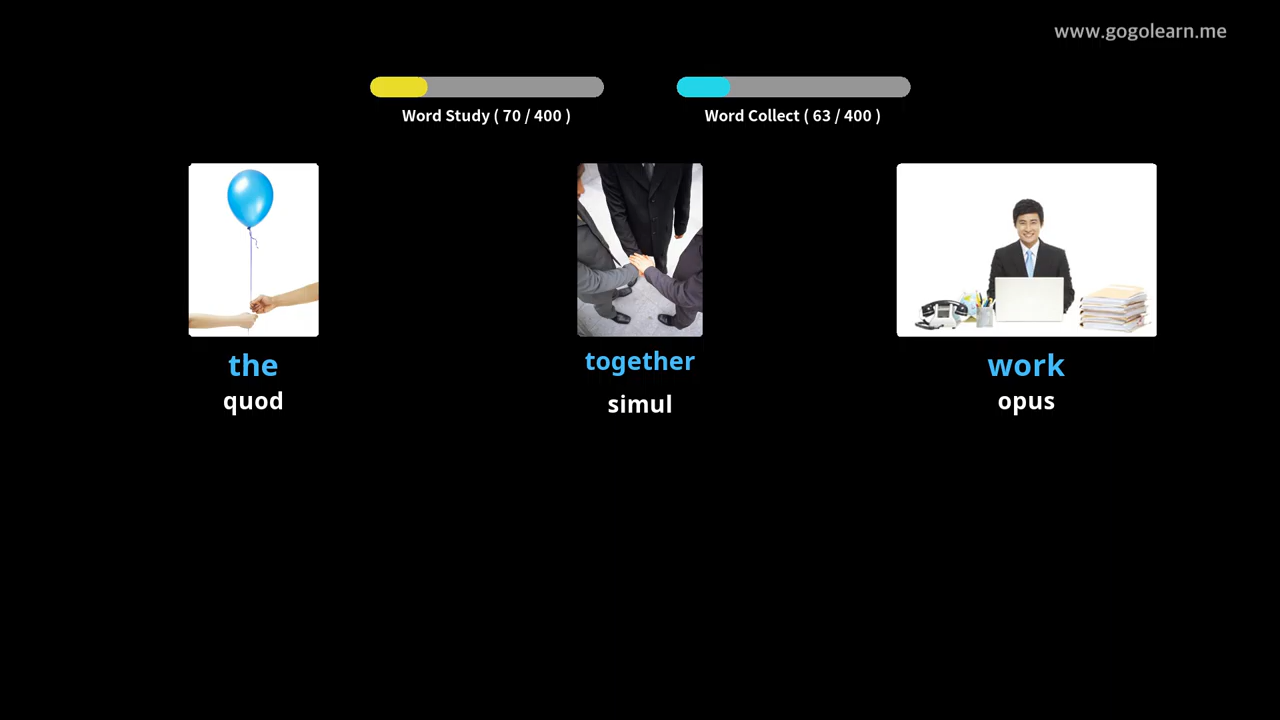 www.gogolearn.me
Word Study ( 70 / 400 )
Word Collect ( 63 / 400 )
the
quod
together
simul
work
opus